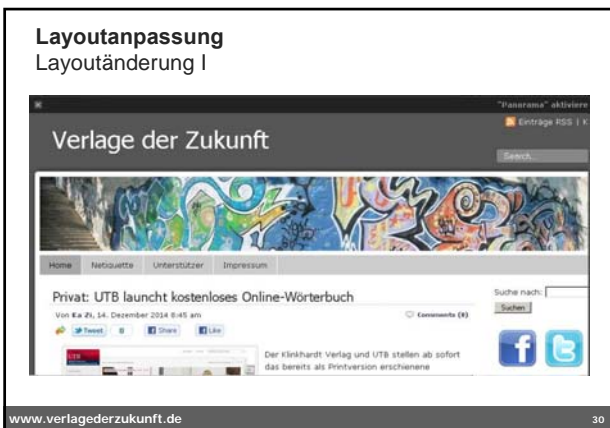 Layoutanpassung
Layoutänderung I
"Panorama" aktiviere
Einträge RSS | K
Verlage der Zukunft
Search...
Home Netiquette Unterstützer Impressum
Privat: UTB launcht kostenloses Online-Wörterbuch
Suche nach:
Von Ka Zi, 14. Dezember 2014 8:45 am
Comments (0)
Suchen
Tweet 0 Share Like
UTB
Der Klinkhardt Verlag und UTB stellen ab sofort
das bereits als Printversion erschienene
www.verlagederzukunft.de 30